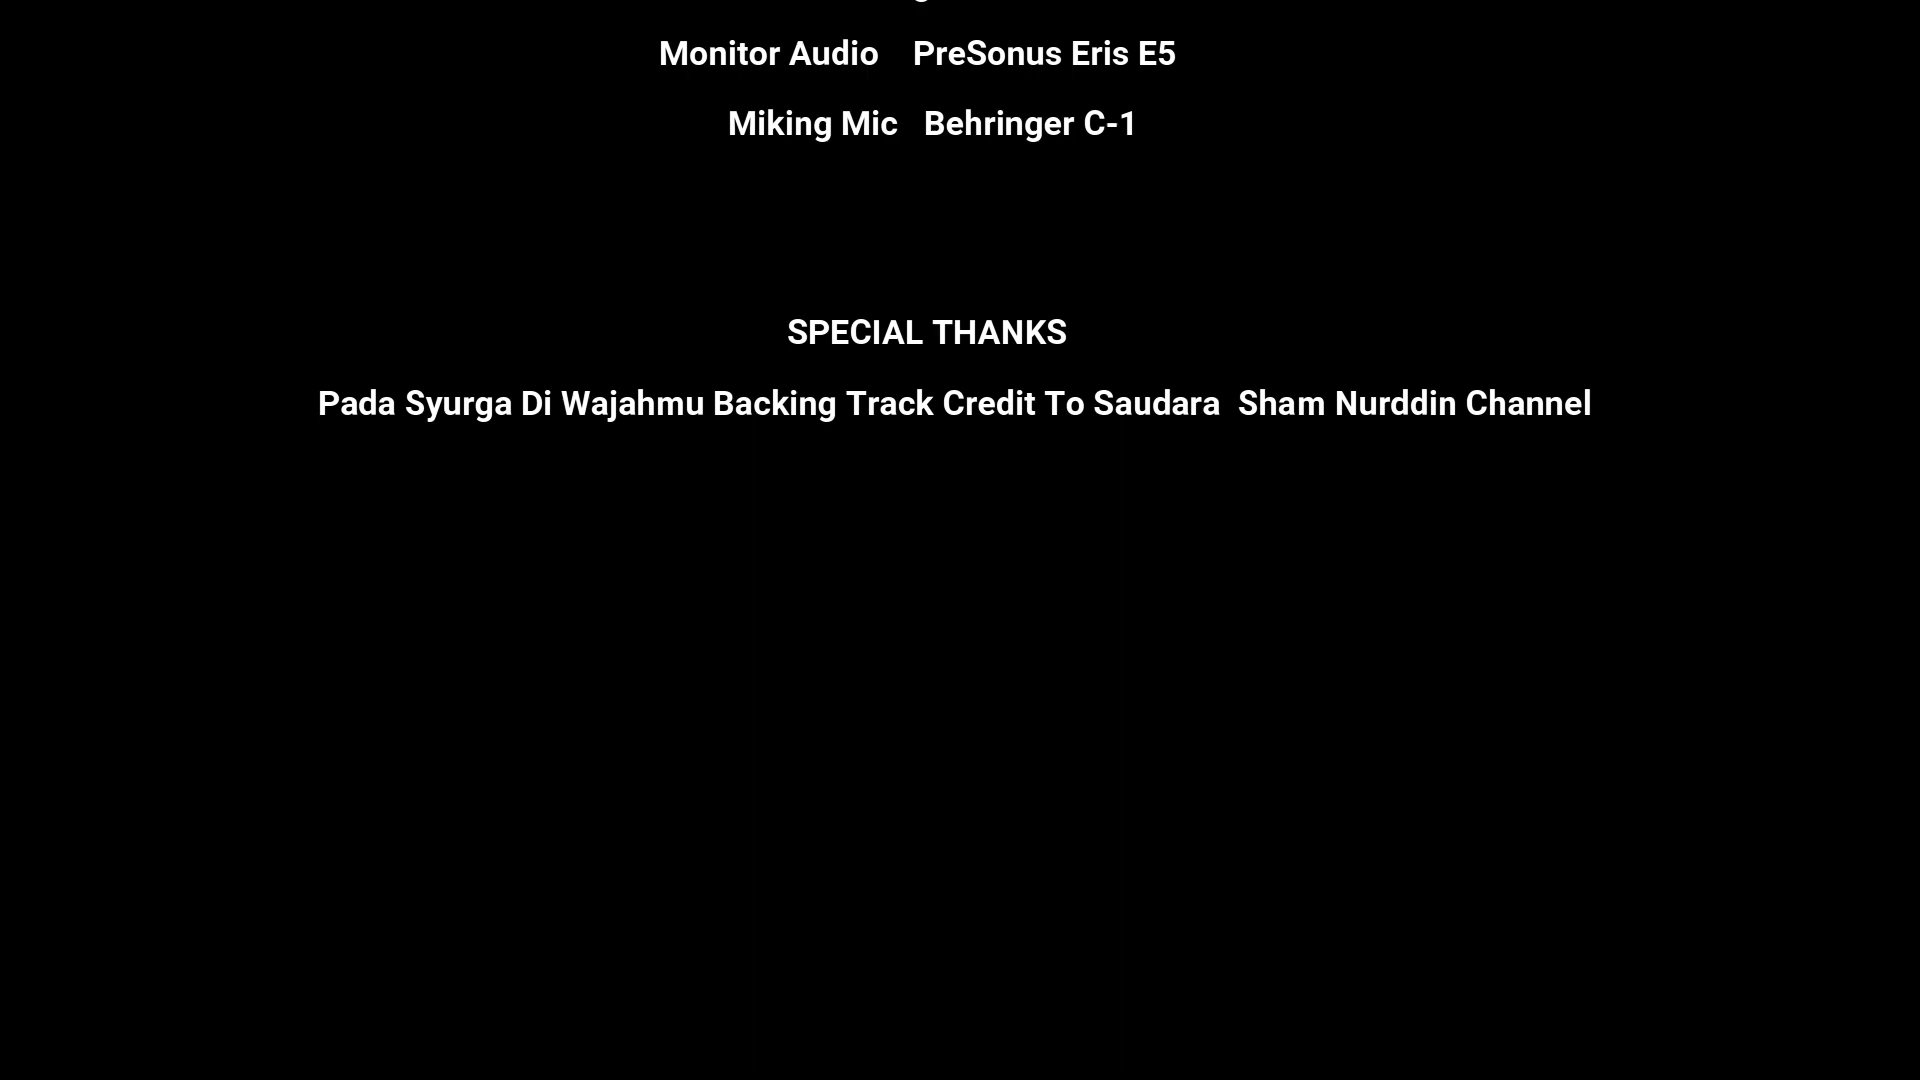 Monitor Audio    PreSonus Eris E5
Miking Mic   Behringer C-1
SPECIAL THANKS
Pada Syurga Di Wajahmu Backing Track Credit To Saudara  Sham Nurddin Channel